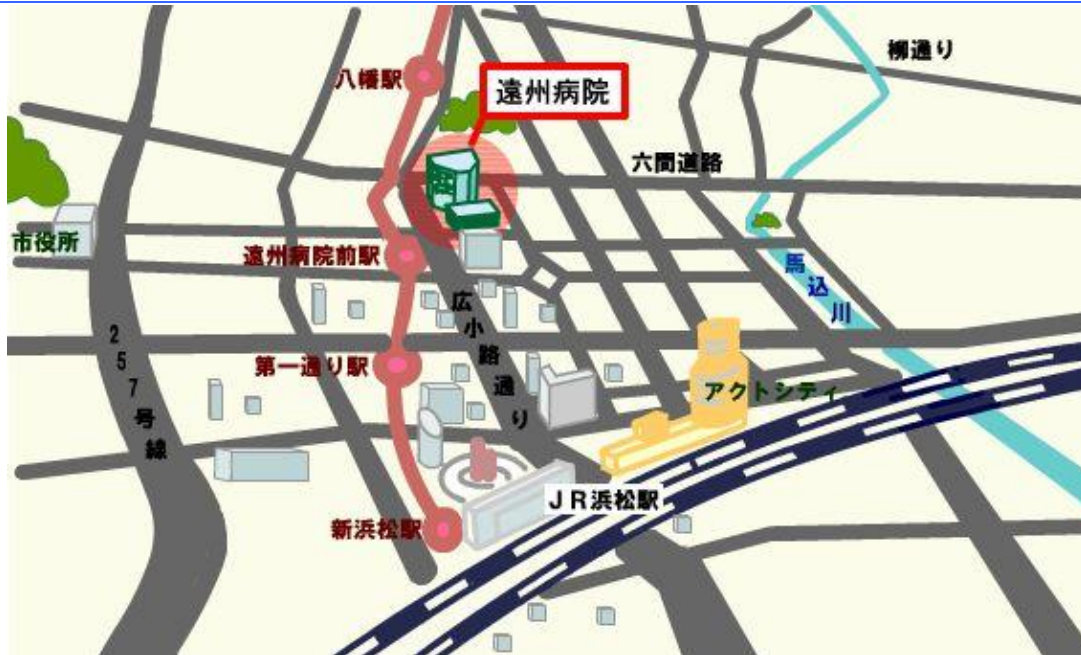 柳通り
八幡駅
遠州病院
六間道路
市役所
遠州病院前駅
馬込川
広小路通り
257号線
第一通り駅
アクトシティ
JR浜松駅
新浜松駅